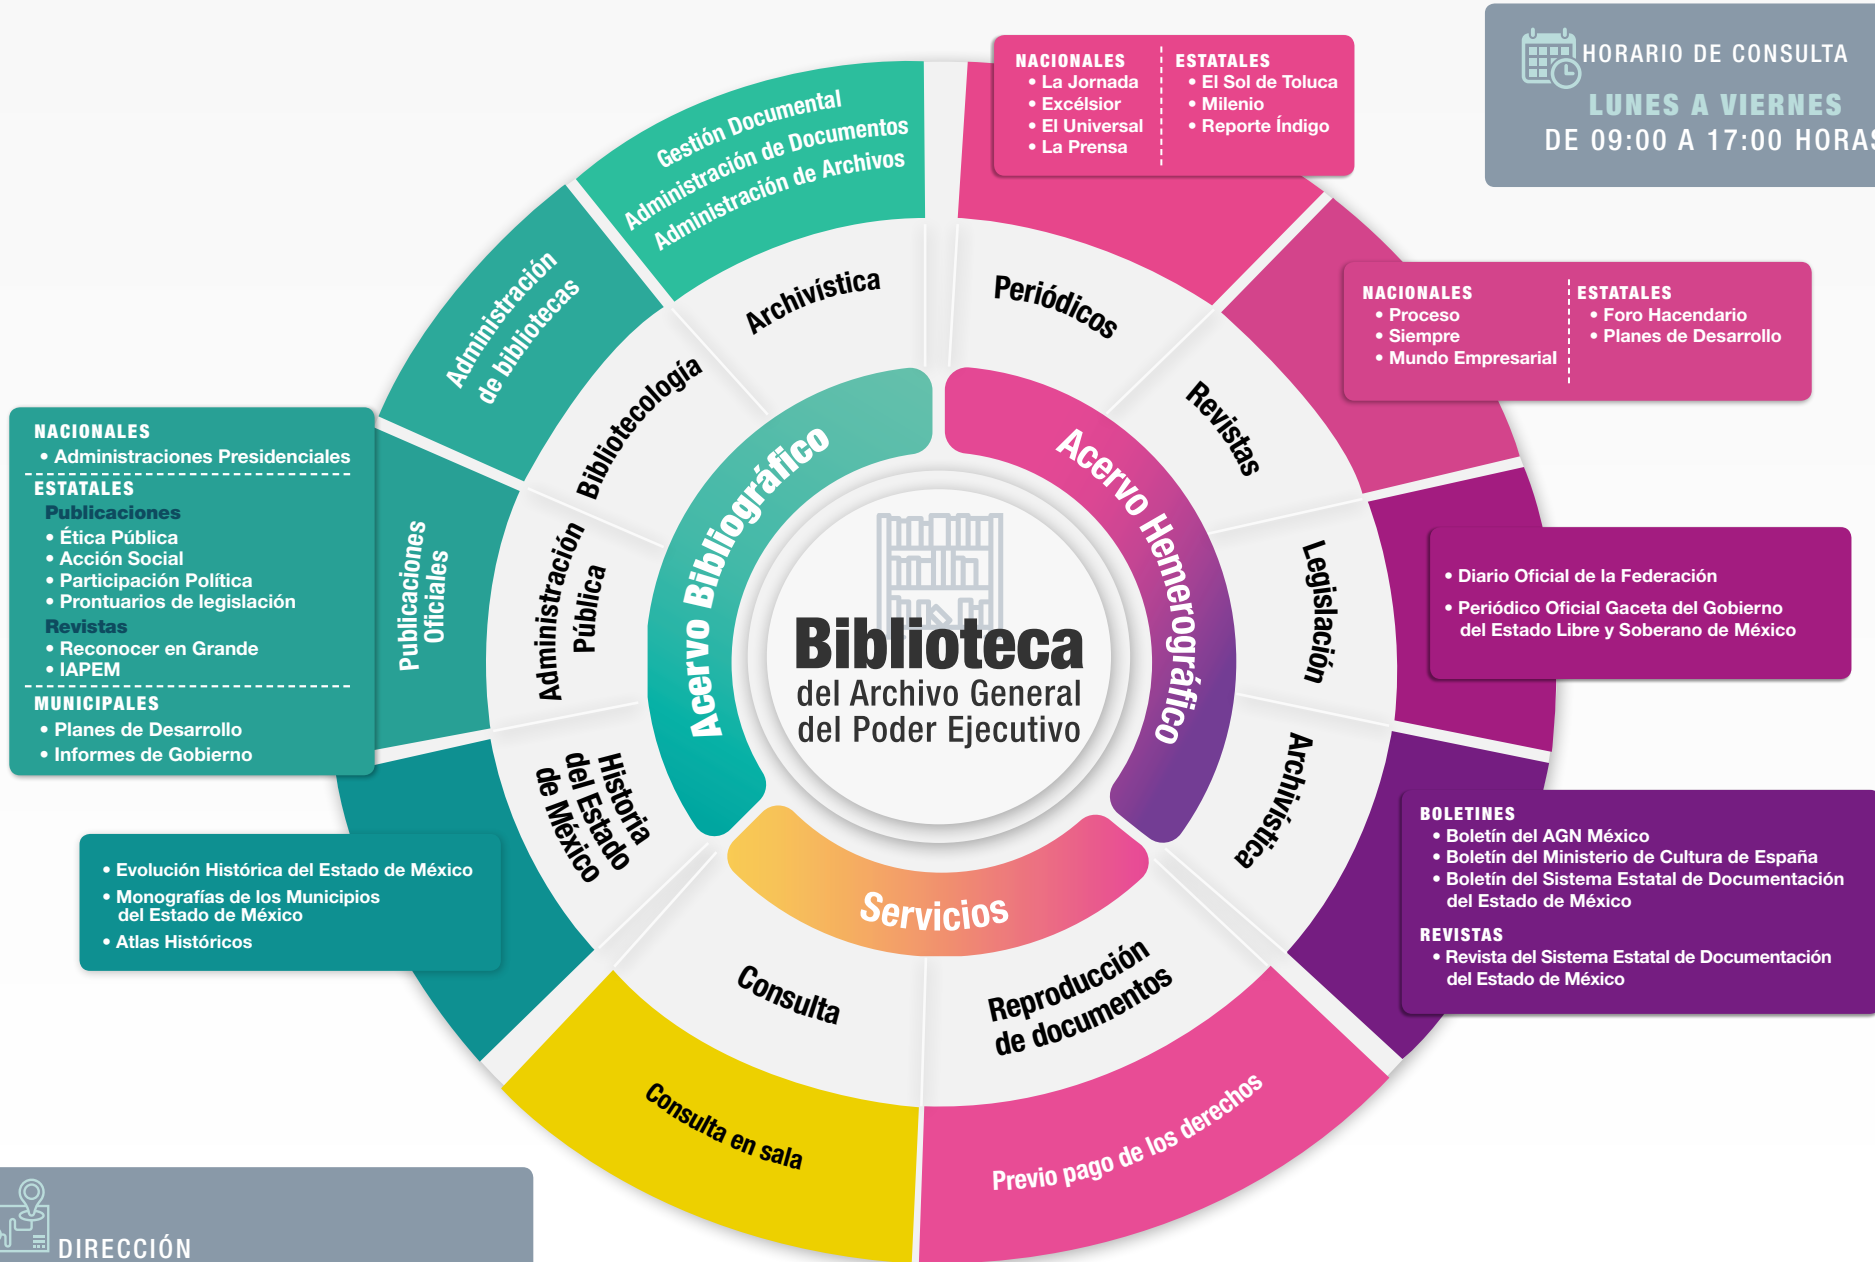 HORARIO DE CONSULTA
LUNES A VIERNES
DE 09:00 A 17:00 HORAS
Biblioteca
del Archivo General
del Poder Ejecutivo
Acervo Bibliográfico
Archivística
Gestión Documental
Administración de Documentos
Administración de Archivos
Bibliotecología
Administración
de bibliotecas
Administración
Pública
Publicaciones
Oficiales
NACIONALES
• Administraciones Presidenciales
ESTATALES
Publicaciones
• Ética Pública
• Acción Social
• Participación Política
• Prontuarios de legislación
Revistas
• Reconocer en Grande
• IAPEM
MUNICIPALES
• Planes de Desarrollo
• Informes de Gobierno
Historia
del Estado
de México
• Evolución Histórica del Estado de México
• Monografías de los Municipios
del Estado de México
• Atlas Históricos
Acervo Hemerográfico
Periódicos
NACIONALES
• La Jornada
• Excélsior
• El Universal
• La Prensa
ESTATALES
• El Sol de Toluca
• Milenio
• Reporte Índigo
Revistas
NACIONALES
• Proceso
• Siempre
• Mundo Empresarial
ESTATALES
• Foro Hacendario
• Planes de Desarrollo
Legislación
• Diario Oficial de la Federación
• Periódico Oficial Gaceta del Gobierno
del Estado Libre y Soberano de México
Archivística
BOLETINES
• Boletín del AGN México
• Boletín del Ministerio de Cultura de España
• Boletín del Sistema Estatal de Documentación
del Estado de México
REVISTAS
• Revista del Sistema Estatal de Documentación
del Estado de México
Servicios
Consulta
Consulta en sala
Reproducción
de documentos
Previo pago de los derechos
DIRECCIÓN